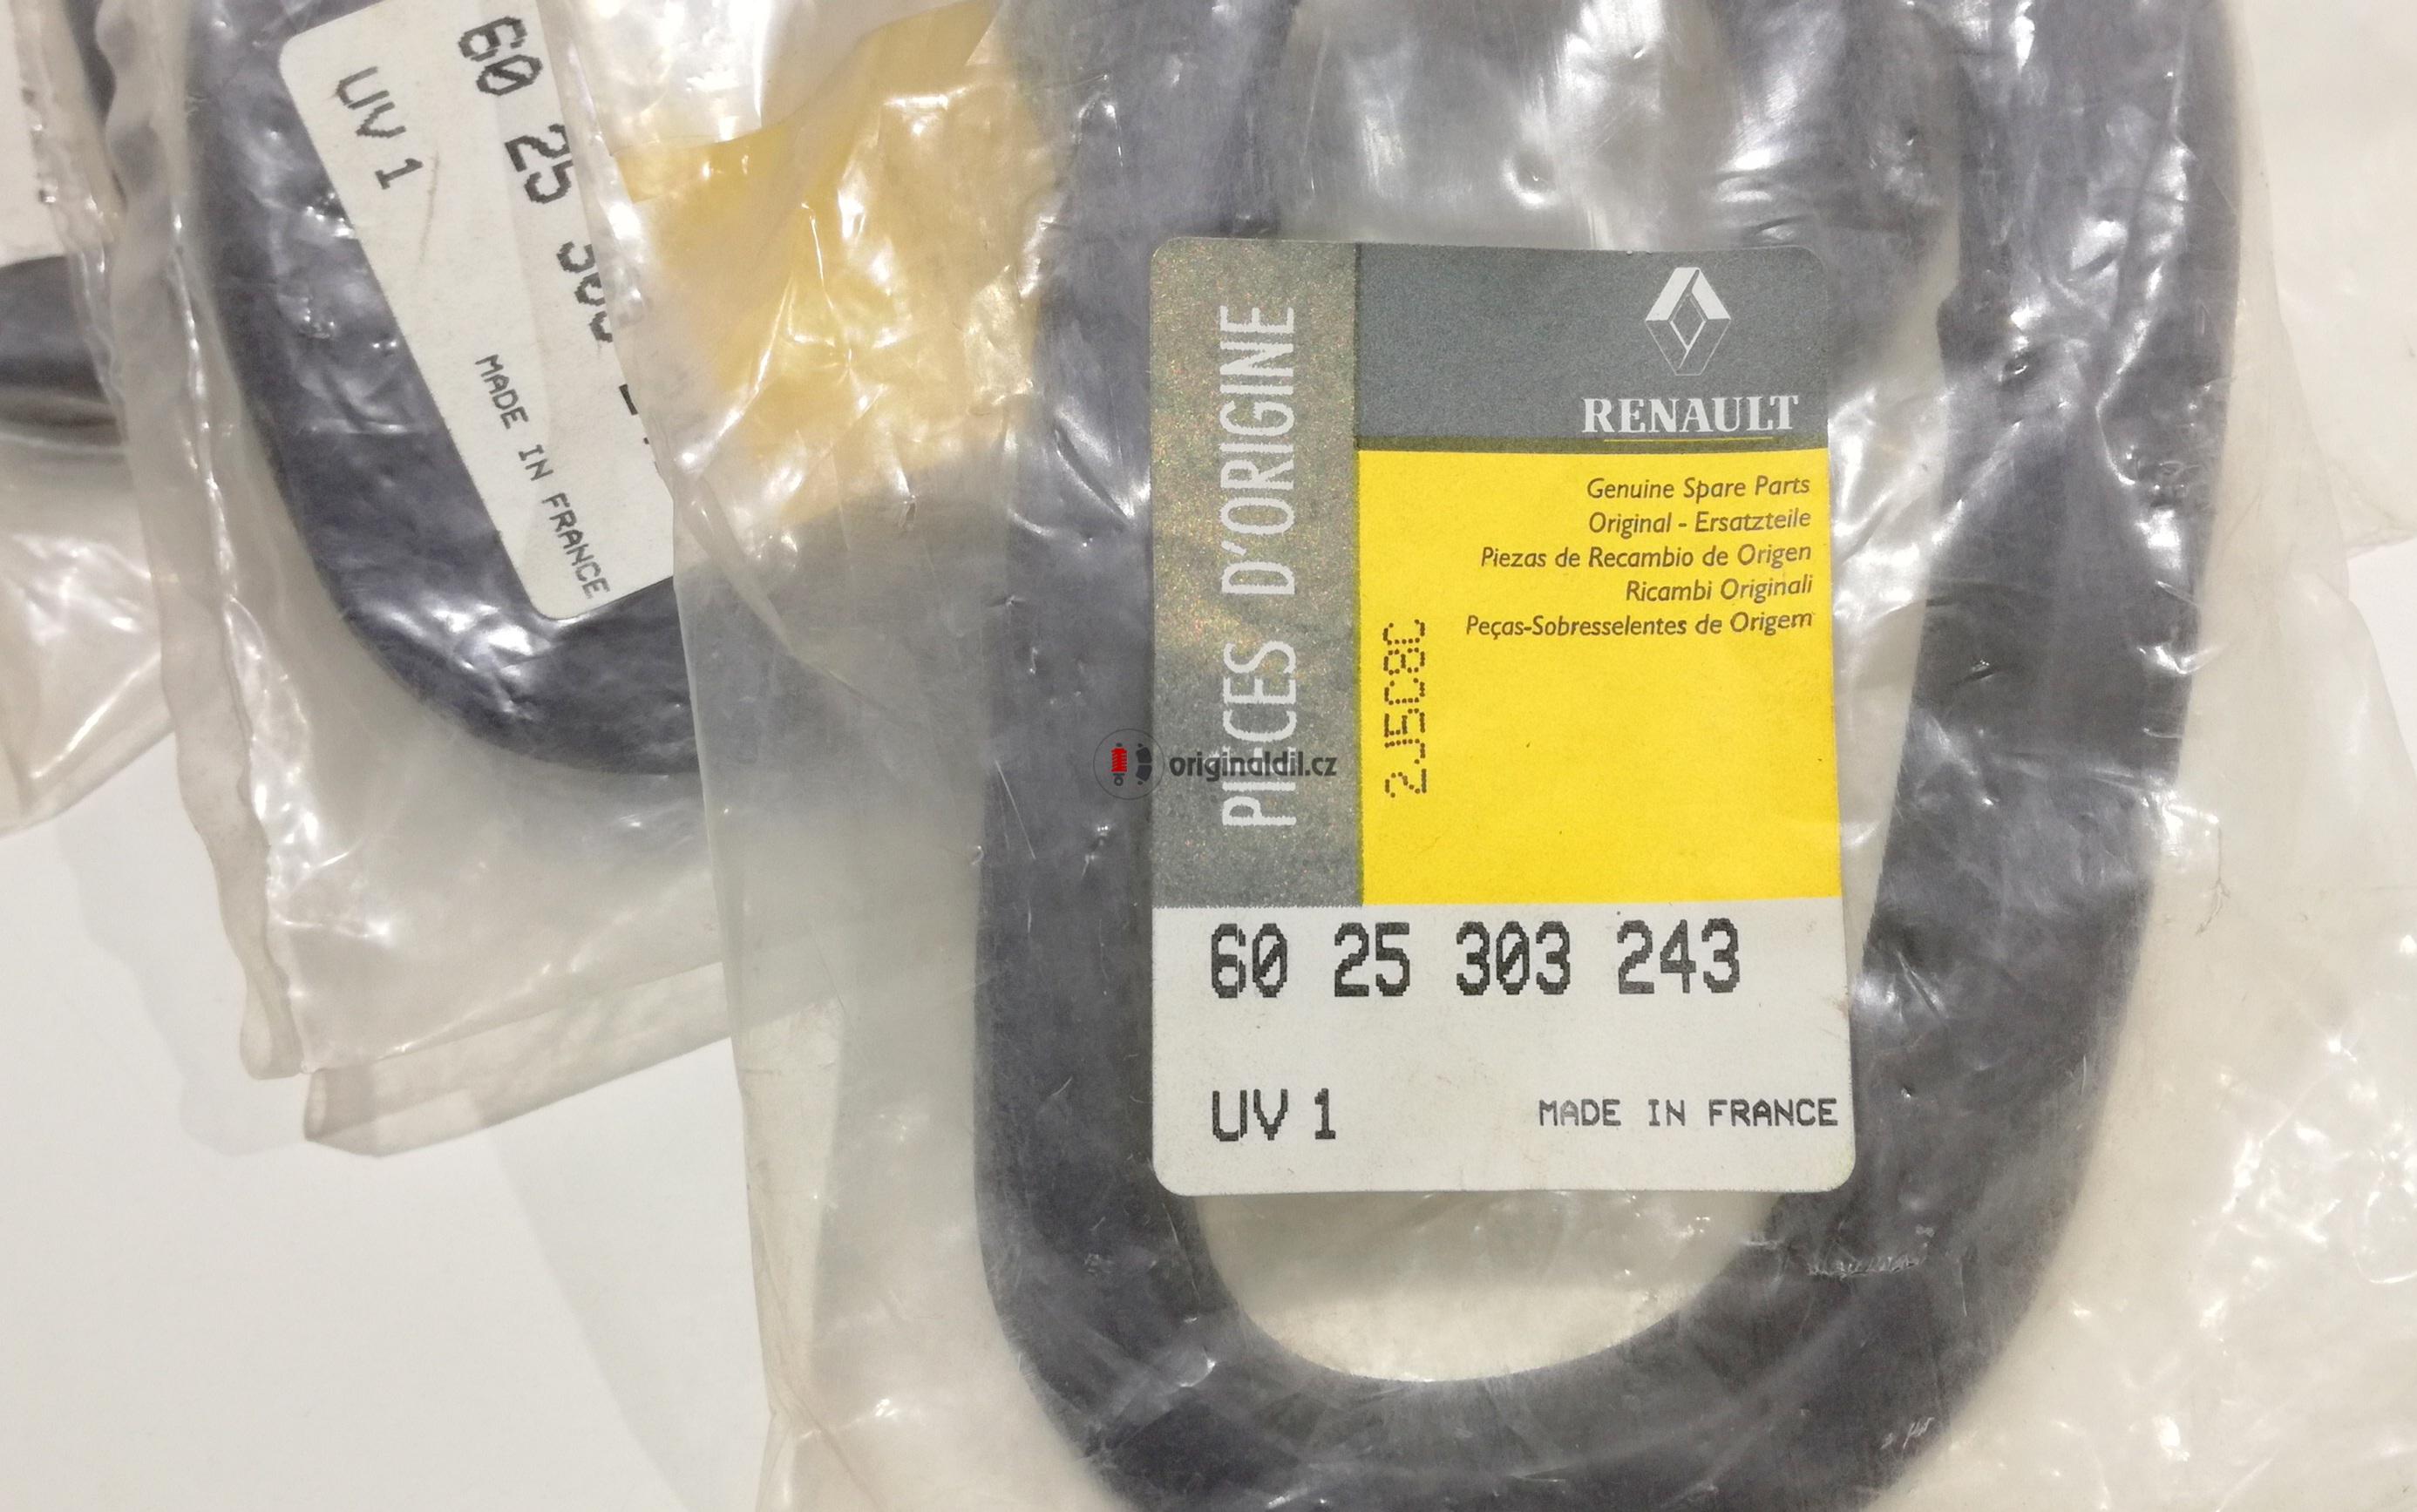 60 25
UV 1
MADE IN FRANCE
PIÈCES D'ORIGINE
RENAULT
Genuine Spare Parts
Original - Ersatzteile
Piezas de Recambio de Origen
Ricambi Originali
Peças-Sobresselentes de Origem
2J5C8C
originaldil.cz
60 25 303 243
UV 1
MADE IN FRANCE